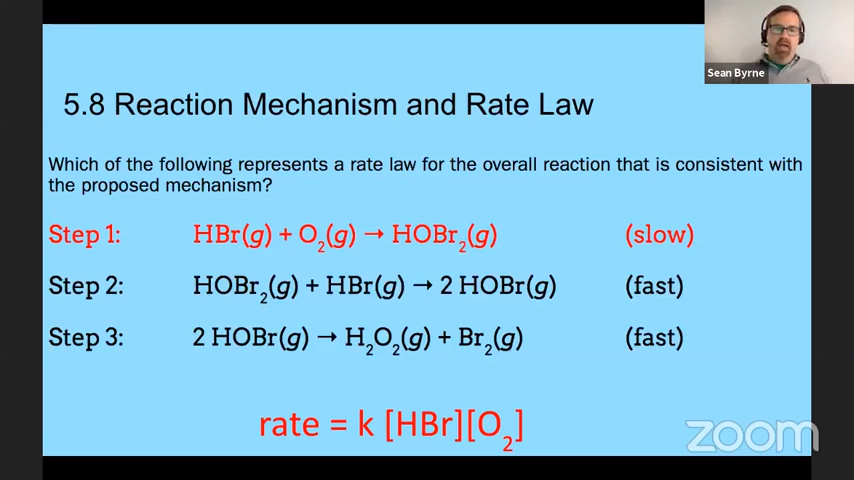 Sean Byrne
5.8 Reaction Mechanism and Rate Law
Which of the following represents a rate law for the overall reaction that is consistent with
the proposed mechanism?
Step 1: HBr(g) + O₂(g) → HOBr₂(g) (slow)
Step 2: HOBr₂(g) + HBr(g) → 2 HOBr(g) (fast)
Step 3: 2 HOBr(g) → H₂O₂(g) + Br₂(g) (fast)
rate = k [HBr][O₂]
zoom